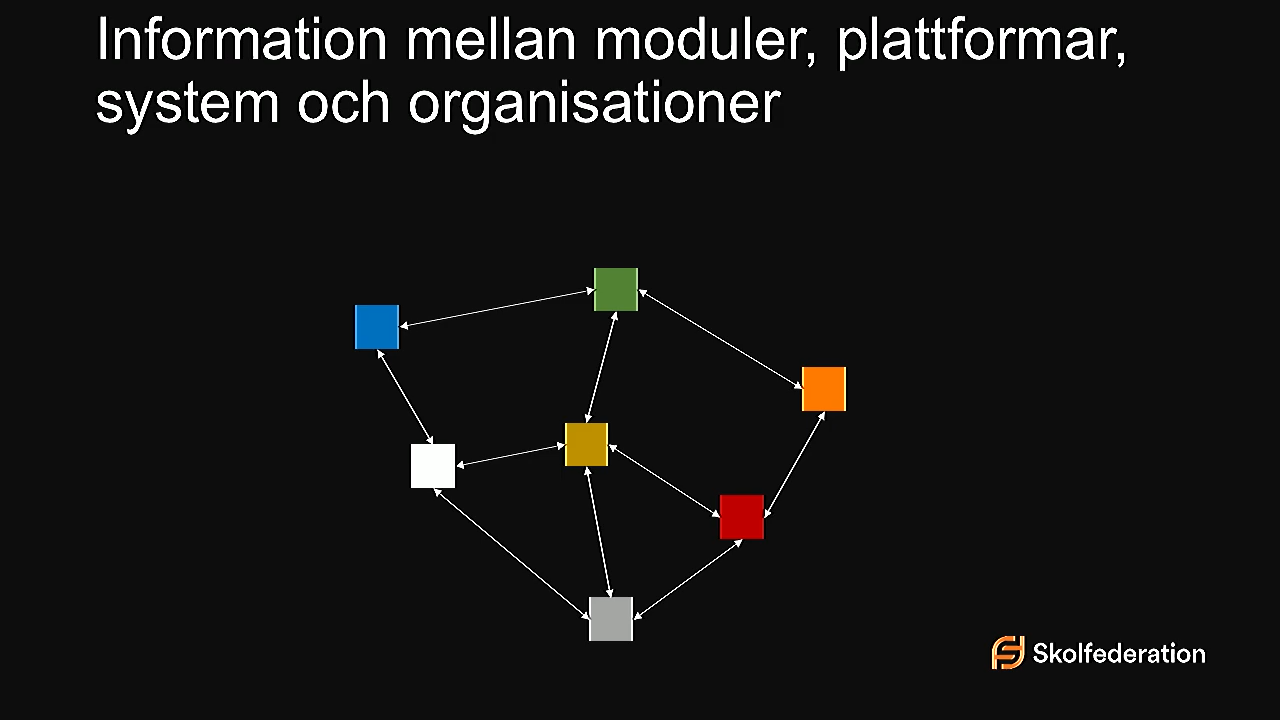 Information mellan moduler, plattformar,
system och organisationer
Skolfederation